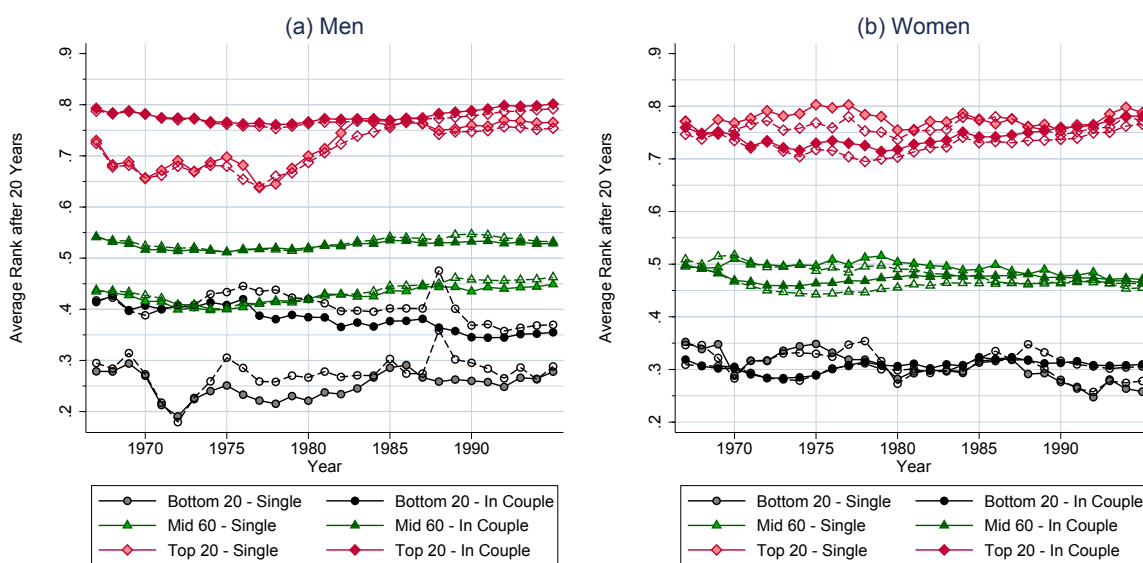 (a) Men
(b) Women
Average Rank after 20 Years
.9
.8
.7
.6
.5
.4
.3
.2
1970 1975 1980 1985 1990
Year
Average Rank after 20 Years
.9
.8
.7
.6
.5
.4
.3
.2
1970 1975 1980 1985 1990
Year
Bottom 20 - Single Bottom 20 - In Couple
Mid 60 - Single Mid 60 - In Couple
Top 20 - Single Top 20 - In Couple
Bottom 20 - Single Bottom 20 - In Couple
Mid 60 - Single Mid 60 - In Couple
Top 20 - Single Top 20 - In Couple